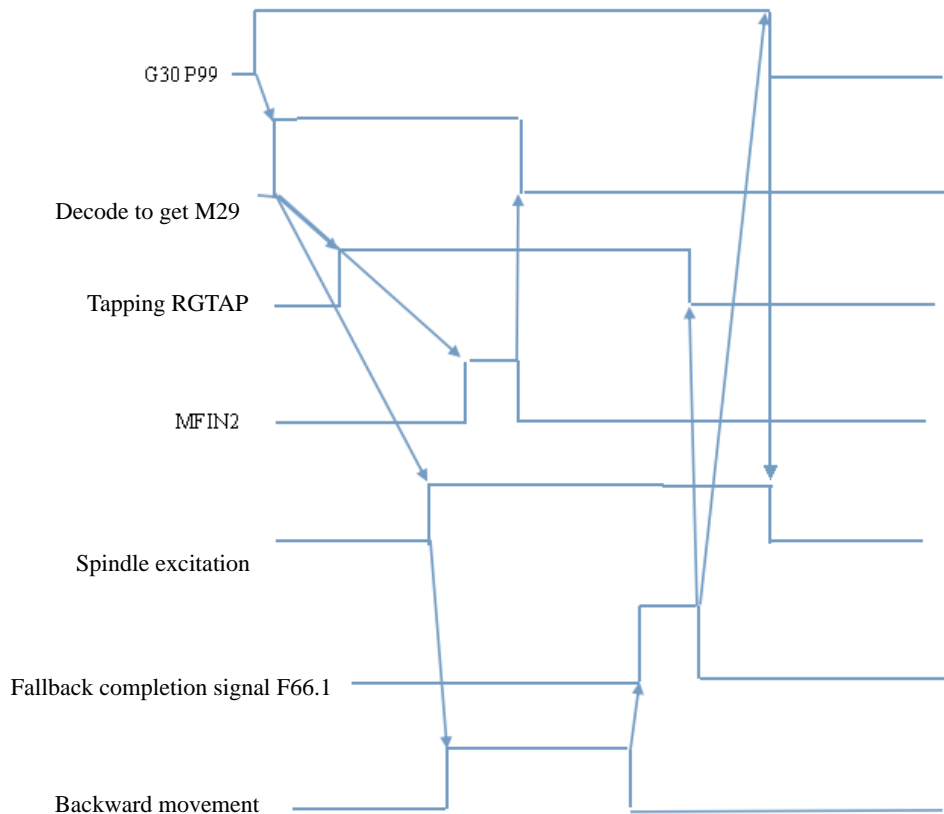 G30 P99
Decode to get M29
Tapping RGTAP
MFIN2
Spindle excitation
Fallback completion signal F66.1
Backward movement